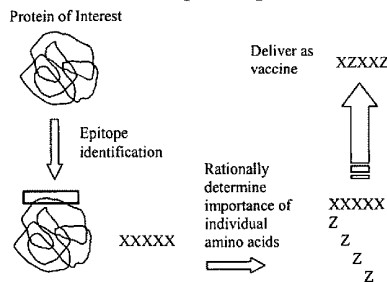 Protein of Interest
Epitope
identification
XXXXX
Rationally
determine
importance of
individual
amino acids
XXXXX
Z
Z
Z
Z
Z
Deliver as
vaccine
XZXXZ